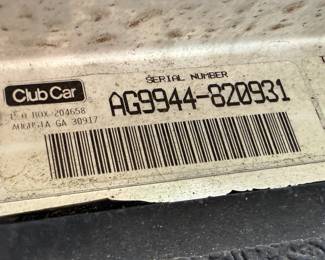 SERIAL NUMBER
Club Car
AG9944-820931
P.O BOX 204658
AUGUSTA GA 30917